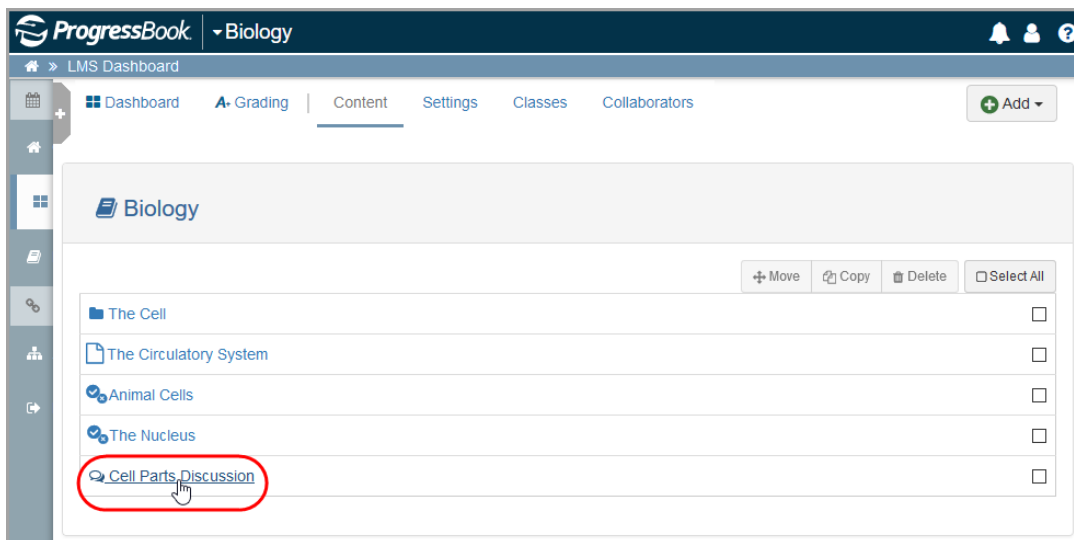 ProgressBook Biology
» LMS Dashboard
Dashboard A+ Grading Content Settings Classes Collaborators Add
Biology
Move Copy Delete Select All
The Cell
The Circulatory System
Animal Cells
The Nucleus
Cell Parts Discussion